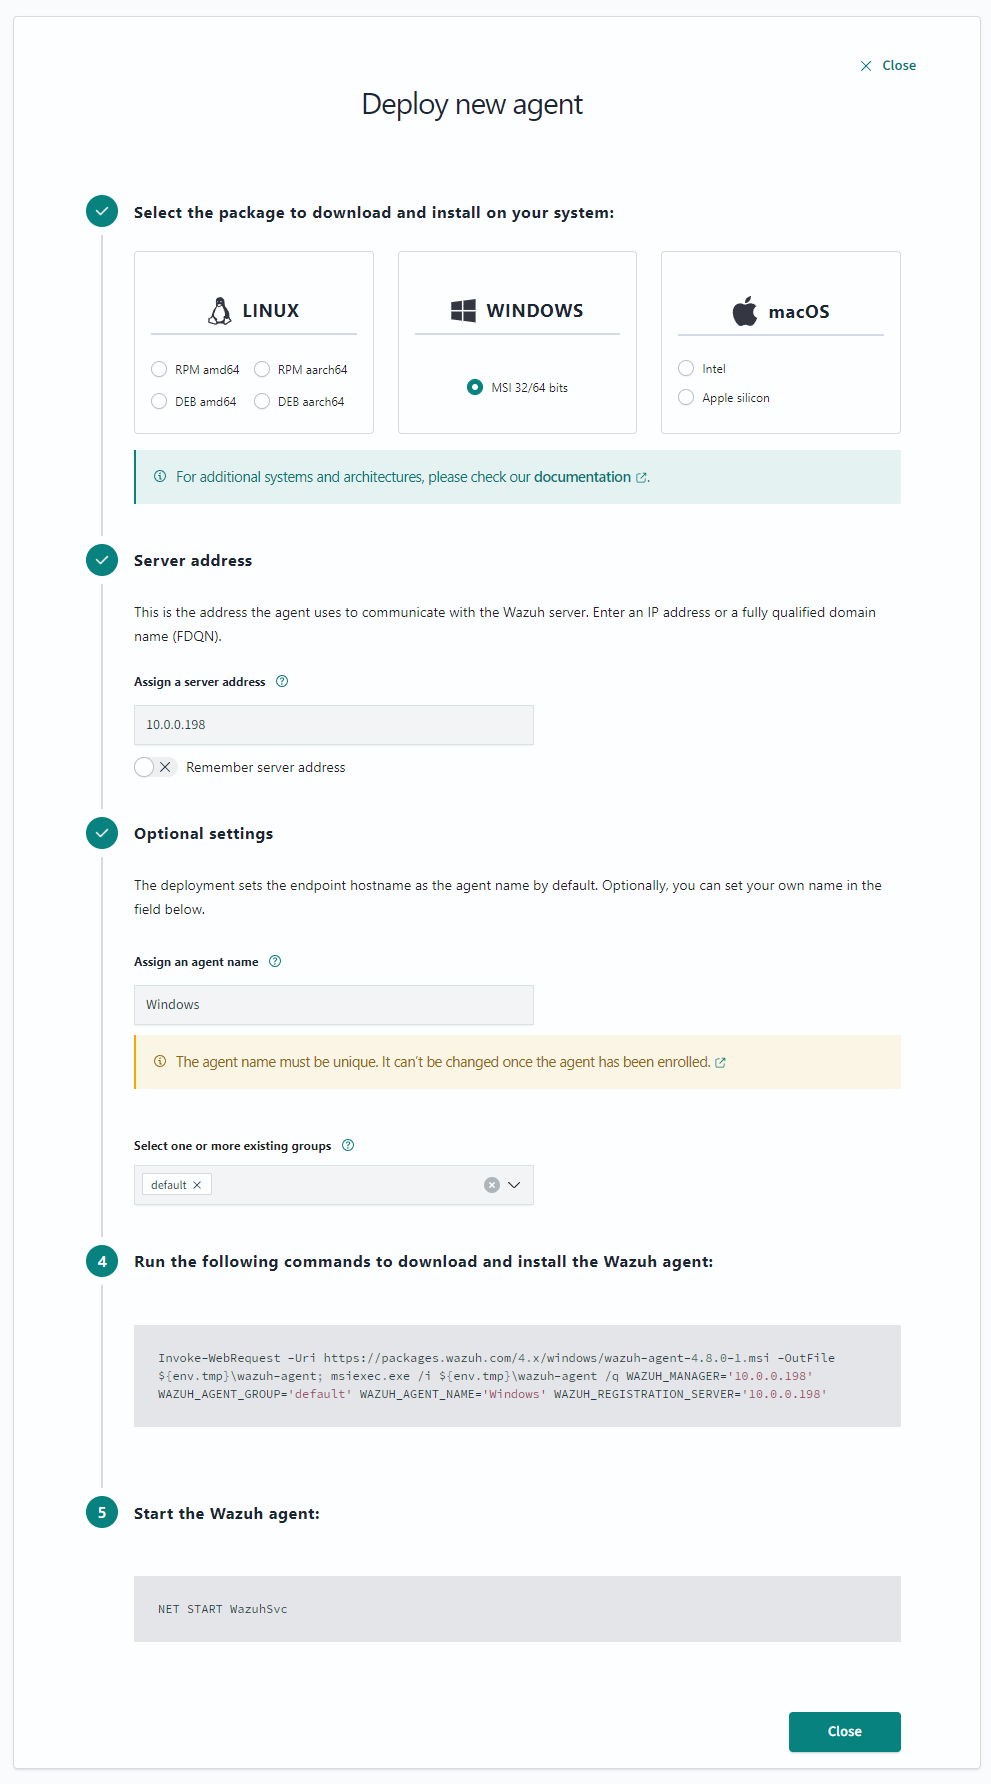 Close
Deploy new agent
Select the package to download and install on your system:
LINUX
RPM amd64 RPM aarch64
DEB amd64 DEB aarch64
WINDOWS
MSI 32/64 bits
macOS
Intel
Apple silicon
For additional systems and architectures, please check our documentation.
Server address
This is the address the agent uses to communicate with the Wazuh server. Enter an IP address or a fully qualified domain
name (FDQN).
Assign a server address
10.0.0.198
Remember server address
Optional settings
The deployment sets the endpoint hostname as the agent name by default. Optionally, you can set your own name in the
field below.
Assign an agent name
Windows
The agent name must be unique. It can't be changed once the agent has been enrolled.
Select one or more existing groups
default
4 Run the following commands to download and install the Wazuh agent:
Invoke-WebRequest -Uri https://packages.wazuh.com/4.x/windows/wazuh-agent-4.8.0-1.msi -OutFile
${env.tmp}\wazuh-agent; msiexec.exe /i ${env.tmp}\wazuh-agent /q WAZUH_MANAGER='10.0.0.198'
WAZUH_AGENT_GROUP='default' WAZUH_AGENT_NAME='Windows' WAZUH_REGISTRATION_SERVER='10.0.0.198'
5 Start the Wazuh agent:
NET START WazuhSvc
Close